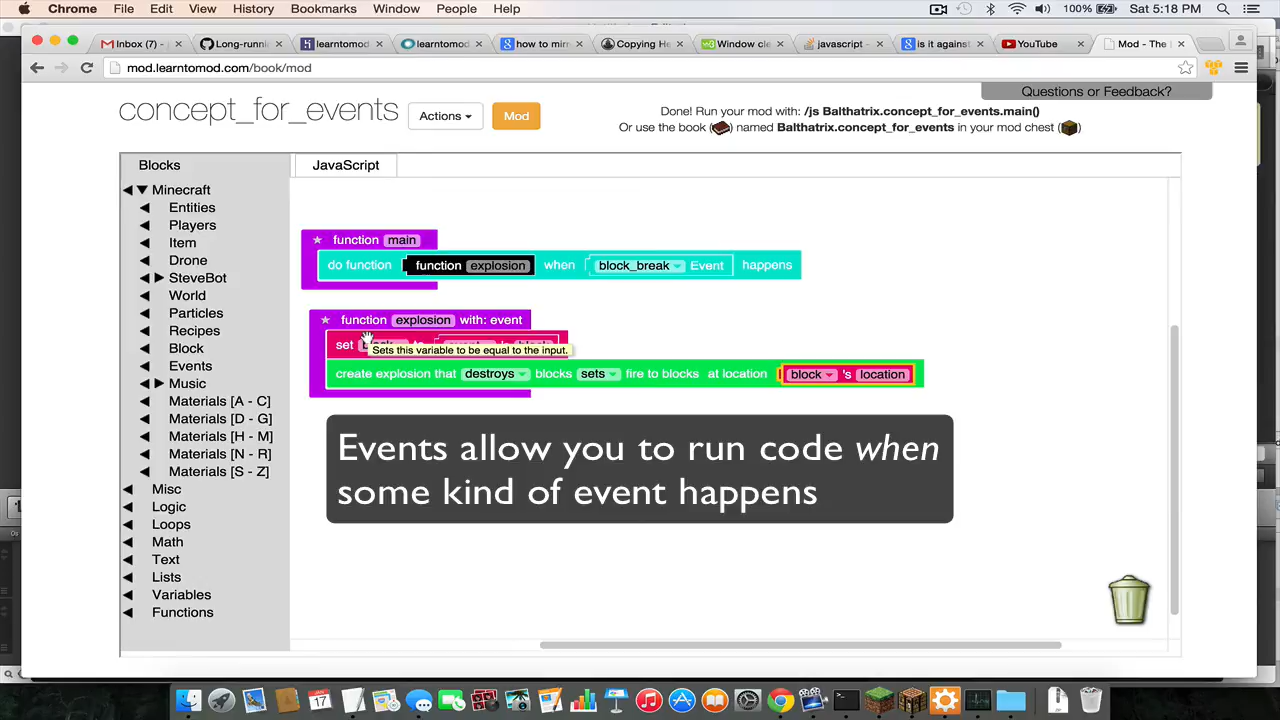 Chrome File Edit View History Bookmarks Window People Help 100% Sat 5:18 PM
Inbox (7) - Long-runni learntomod learntomod how to mirr Copying He Window cle javascript - is it against YouTube Mod - The
mod.learntomod.com/book/mod
Questions or Feedback?
concept_for_events Actions Mod
Done! Run your mod with: /js Balthatrix.concept_for_events.main()
Or use the book ( ) named Balthatrix.concept_for_events in your mod chest ( )
Blocks JavaScript
Minecraft
Entities
Players
Item
Drone
SteveBot
World
Particles
Recipes
Block
Events
Music
Materials [A - C]
Materials [D - G]
Materials [H - M]
Materials [N - R]
Materials [S - Z]
Misc
Logic
Loops
Math
Text
Lists
Variables
Functions
function main
do function function explosion when block_break Event happens
function explosion with: event
set
Sets this variable to be equal to the input.
create explosion that destroys blocks sets fire to blocks at location block 's location
Events allow you to run code when
some kind of event happens
17